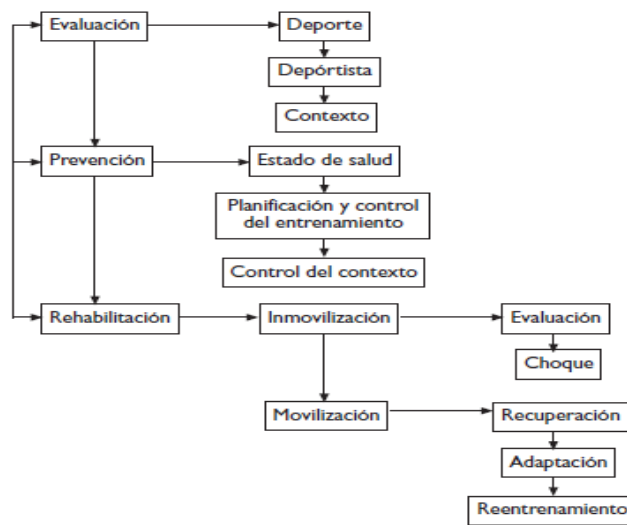 Evaluación
Deporte
Depórtista
Contexto
Prevención
Estado de salud
Planificación y control
del entrenamiento
Control del contexto
Rehabilitación
Inmovilización
Evaluación
Choque
Movilización
Recuperación
Adaptación
Reentrenamiento